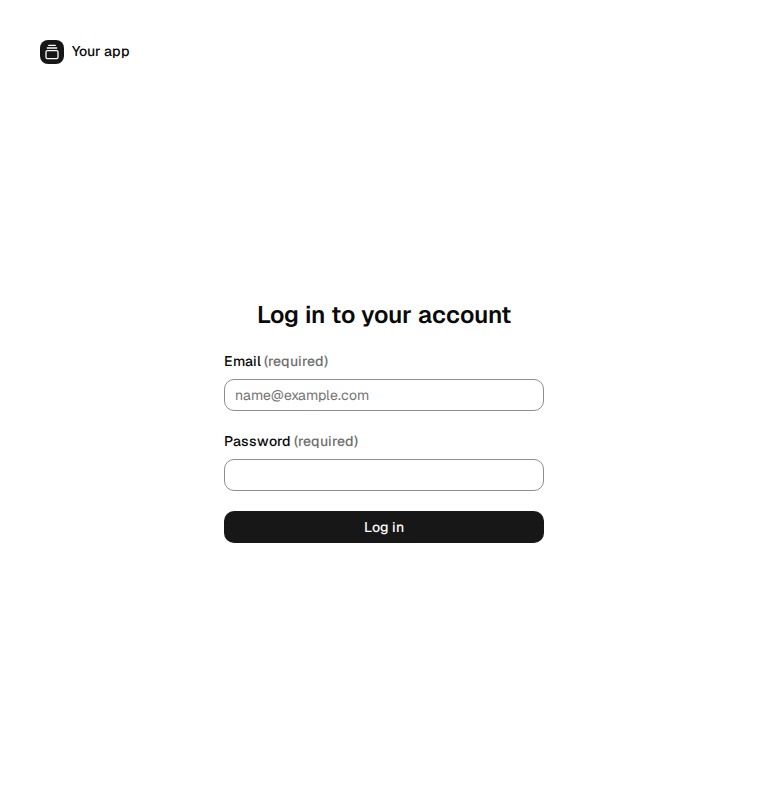 Your app
Log in to your account
Email (required)
name@example.com
Password (required)
Log in